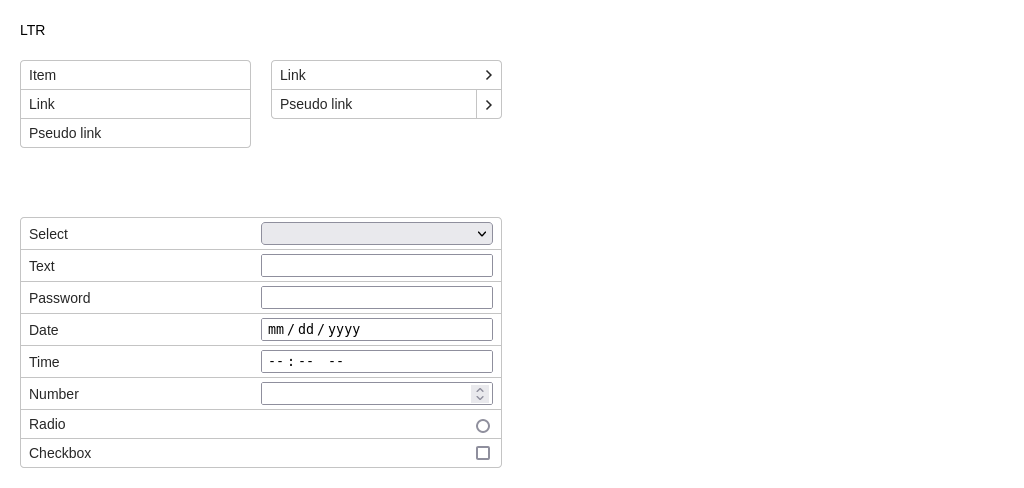 LTR
Item
Link
Pseudo link
Link
Pseudo link
Select
Text
Password
Date mm/dd/yyyy
Time --:-- --
Number
Radio
Checkbox